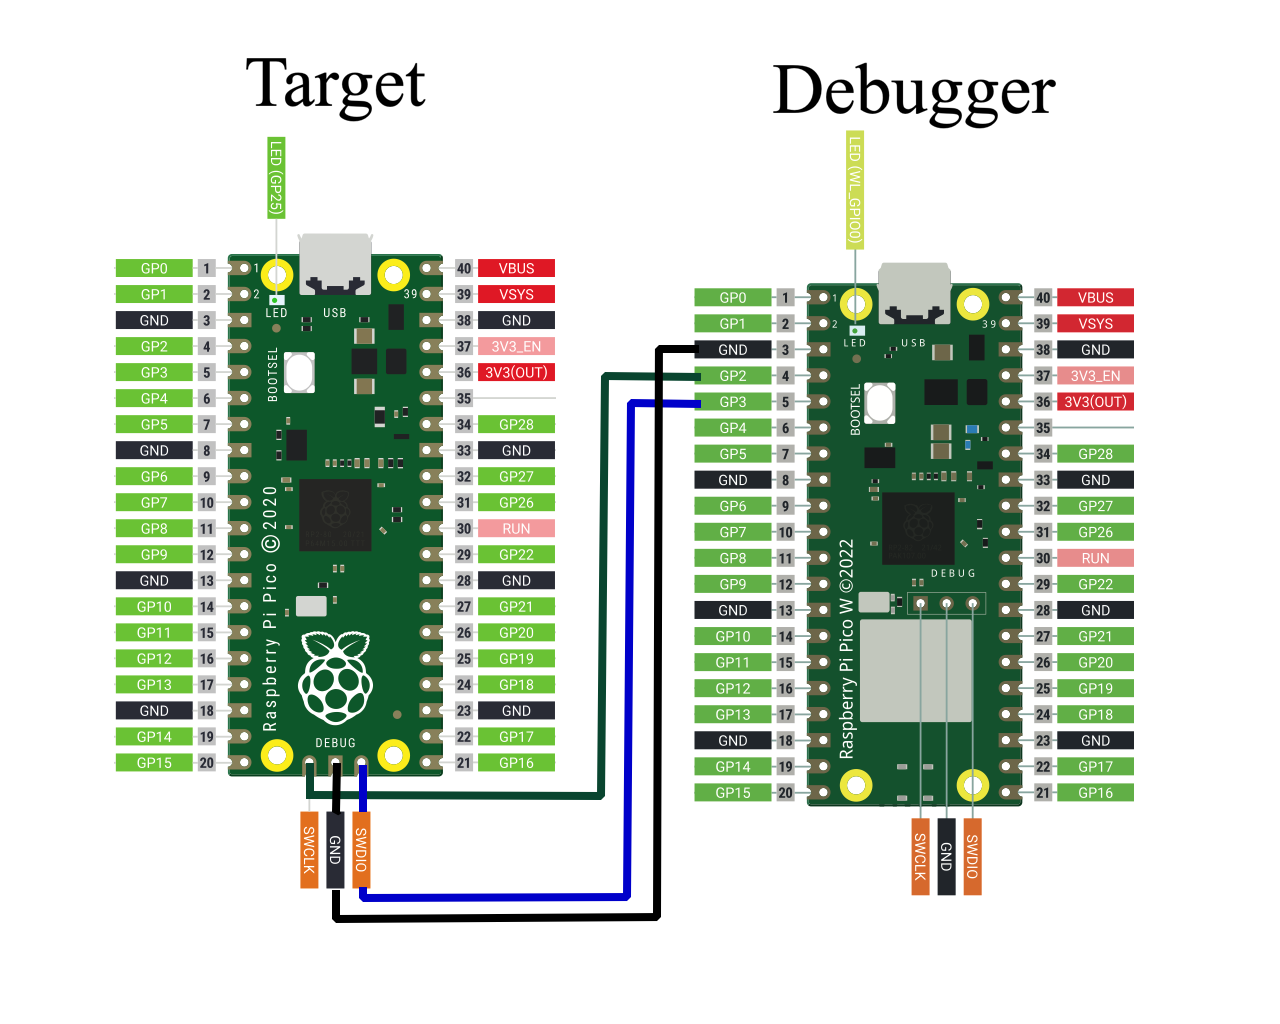 Target
Debugger
LED (GP25)
LED (WL_GPIO0)
GP0 1 1 40 VBUS
GP1 2 2 39 39 VSYS
GND 3 38 GND
LED USB
GP2 4 37 3V3_EN
GP3 5 36 3V3(OUT)
BOOTSEL
GP4 6 35
GP5 7 34 GP28
GND 8 33 GND
GP6 9 32 GP27
GP7 10 31 GP26
GP8 11 30 RUN
GP9 12 29 GP22
GND 13 28 GND
GP10 14 27 GP21
GP11 15 26 GP20
GP12 16 25 GP19
GP13 17 24 GP18
GND 18 23 GND
GP14 19 22 GP17
GP15 20 21 GP16
Raspberry Pi Pico ©2020
DEBUG
SWCLK
GND
SWDIO
GP0 1 1 40 VBUS
GP1 2 2 39 39 VSYS
LED USB
GND 3 38 GND
GP2 4 37 3V3_EN
GP3 5 36 3V3(OUT)
BOOTSEL
GP4 6 35
GP5 7 34 GP28
GND 8 33 GND
GP6 9 32 GP27
GP7 10 31 GP26
GP8 11 30 RUN
DEBUG
GP9 12 29 GP22
GND 13 28 GND
GP10 14 27 GP21
GP11 15 26 GP20
GP12 16 25 GP19
GP13 17 24 GP18
GND 18 23 GND
GP14 19 22 GP17
GP15 20 21 GP16
Raspberry Pi Pico W ©2022
SWCLK
GND
SWDIO